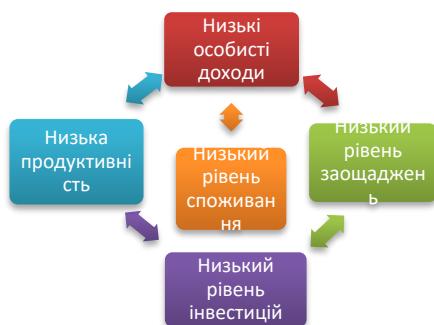 Низькі
особисті
доходи
Низька
продуктивні
сть
Низький
рівень
споживан
ня
Низький
рівень
заощаджен
ь
Низький
рівень
інвестицій